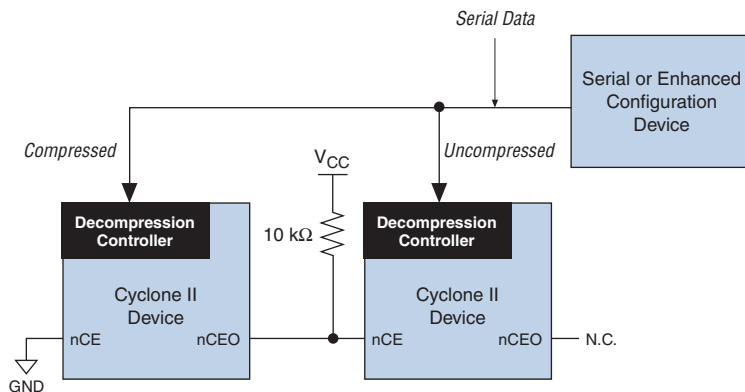 Serial Data
Serial or Enhanced
Configuration
Device
Compressed
Uncompressed
VCC
10 kΩ
Decompression
Controller
Cyclone II
Device
nCE
nCEO
GND
Decompression
Controller
Cyclone II
Device
nCE
nCEO
N.C.